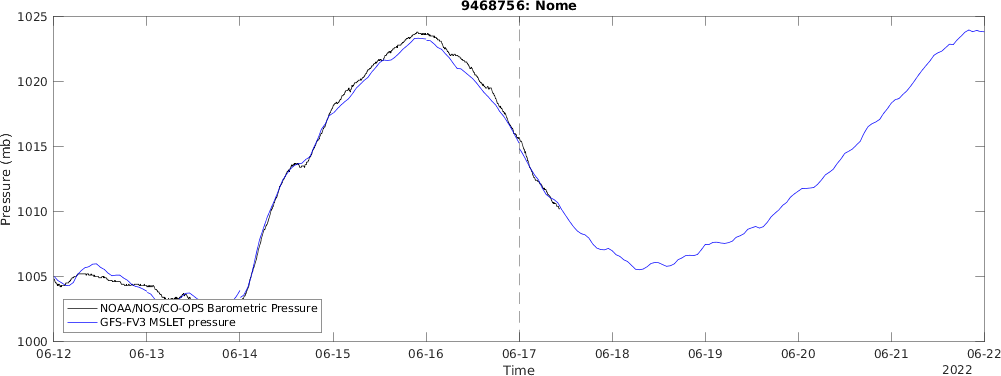 9468756: Nome
1025
1020
1015
1010
1005
1000
Pressure (mb)
NOAA/NOS/CO-OPS Barometric Pressure
GFS-FV3 MSLET pressure
06-12 06-13 06-14 06-15 06-16 06-17 06-18 06-19 06-20 06-21 06-22
Time
2022